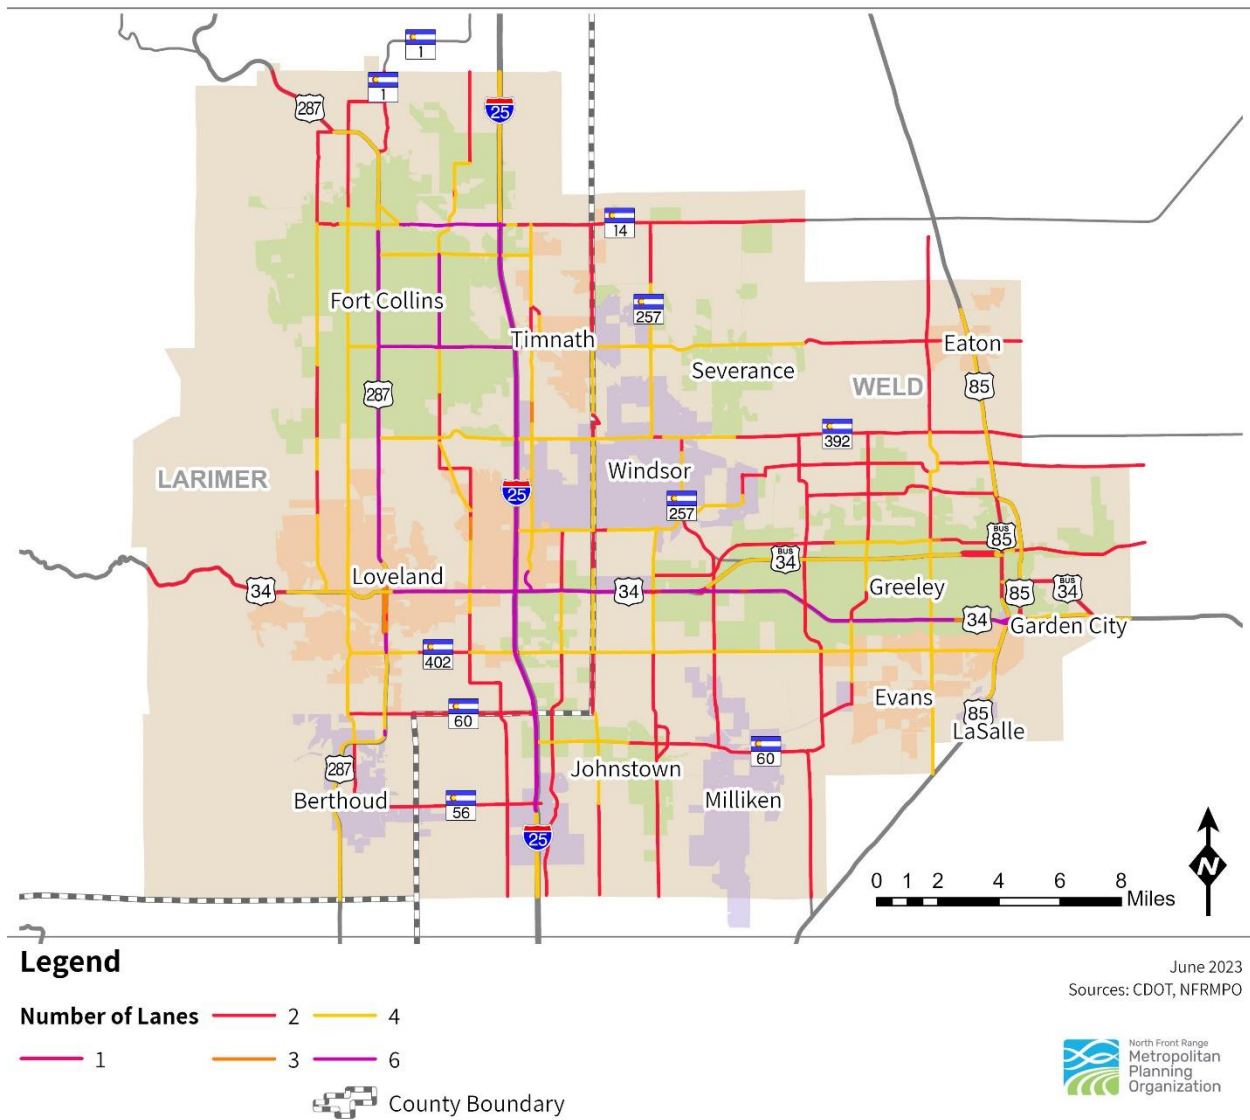 1
1
287
25
14
257
Fort Collins
Timnath
Eaton
Severance
85
WELD
287
392
LARIMER
Windsor
25
257
BUS
85
BUS
34
Loveland
34
34
Greeley
85
BUS
34
34
Garden City
402
Evans
60
85
LaSalle
60
287
Johnstown
Berthoud
56
Milliken
25
N
0 1 2 4 6 8
Miles
Legend
June 2023
Sources: CDOT, NFRMPO
Number of Lanes
2
4
1
3
6
County Boundary
North Front Range
Metropolitan
Planning
Organization